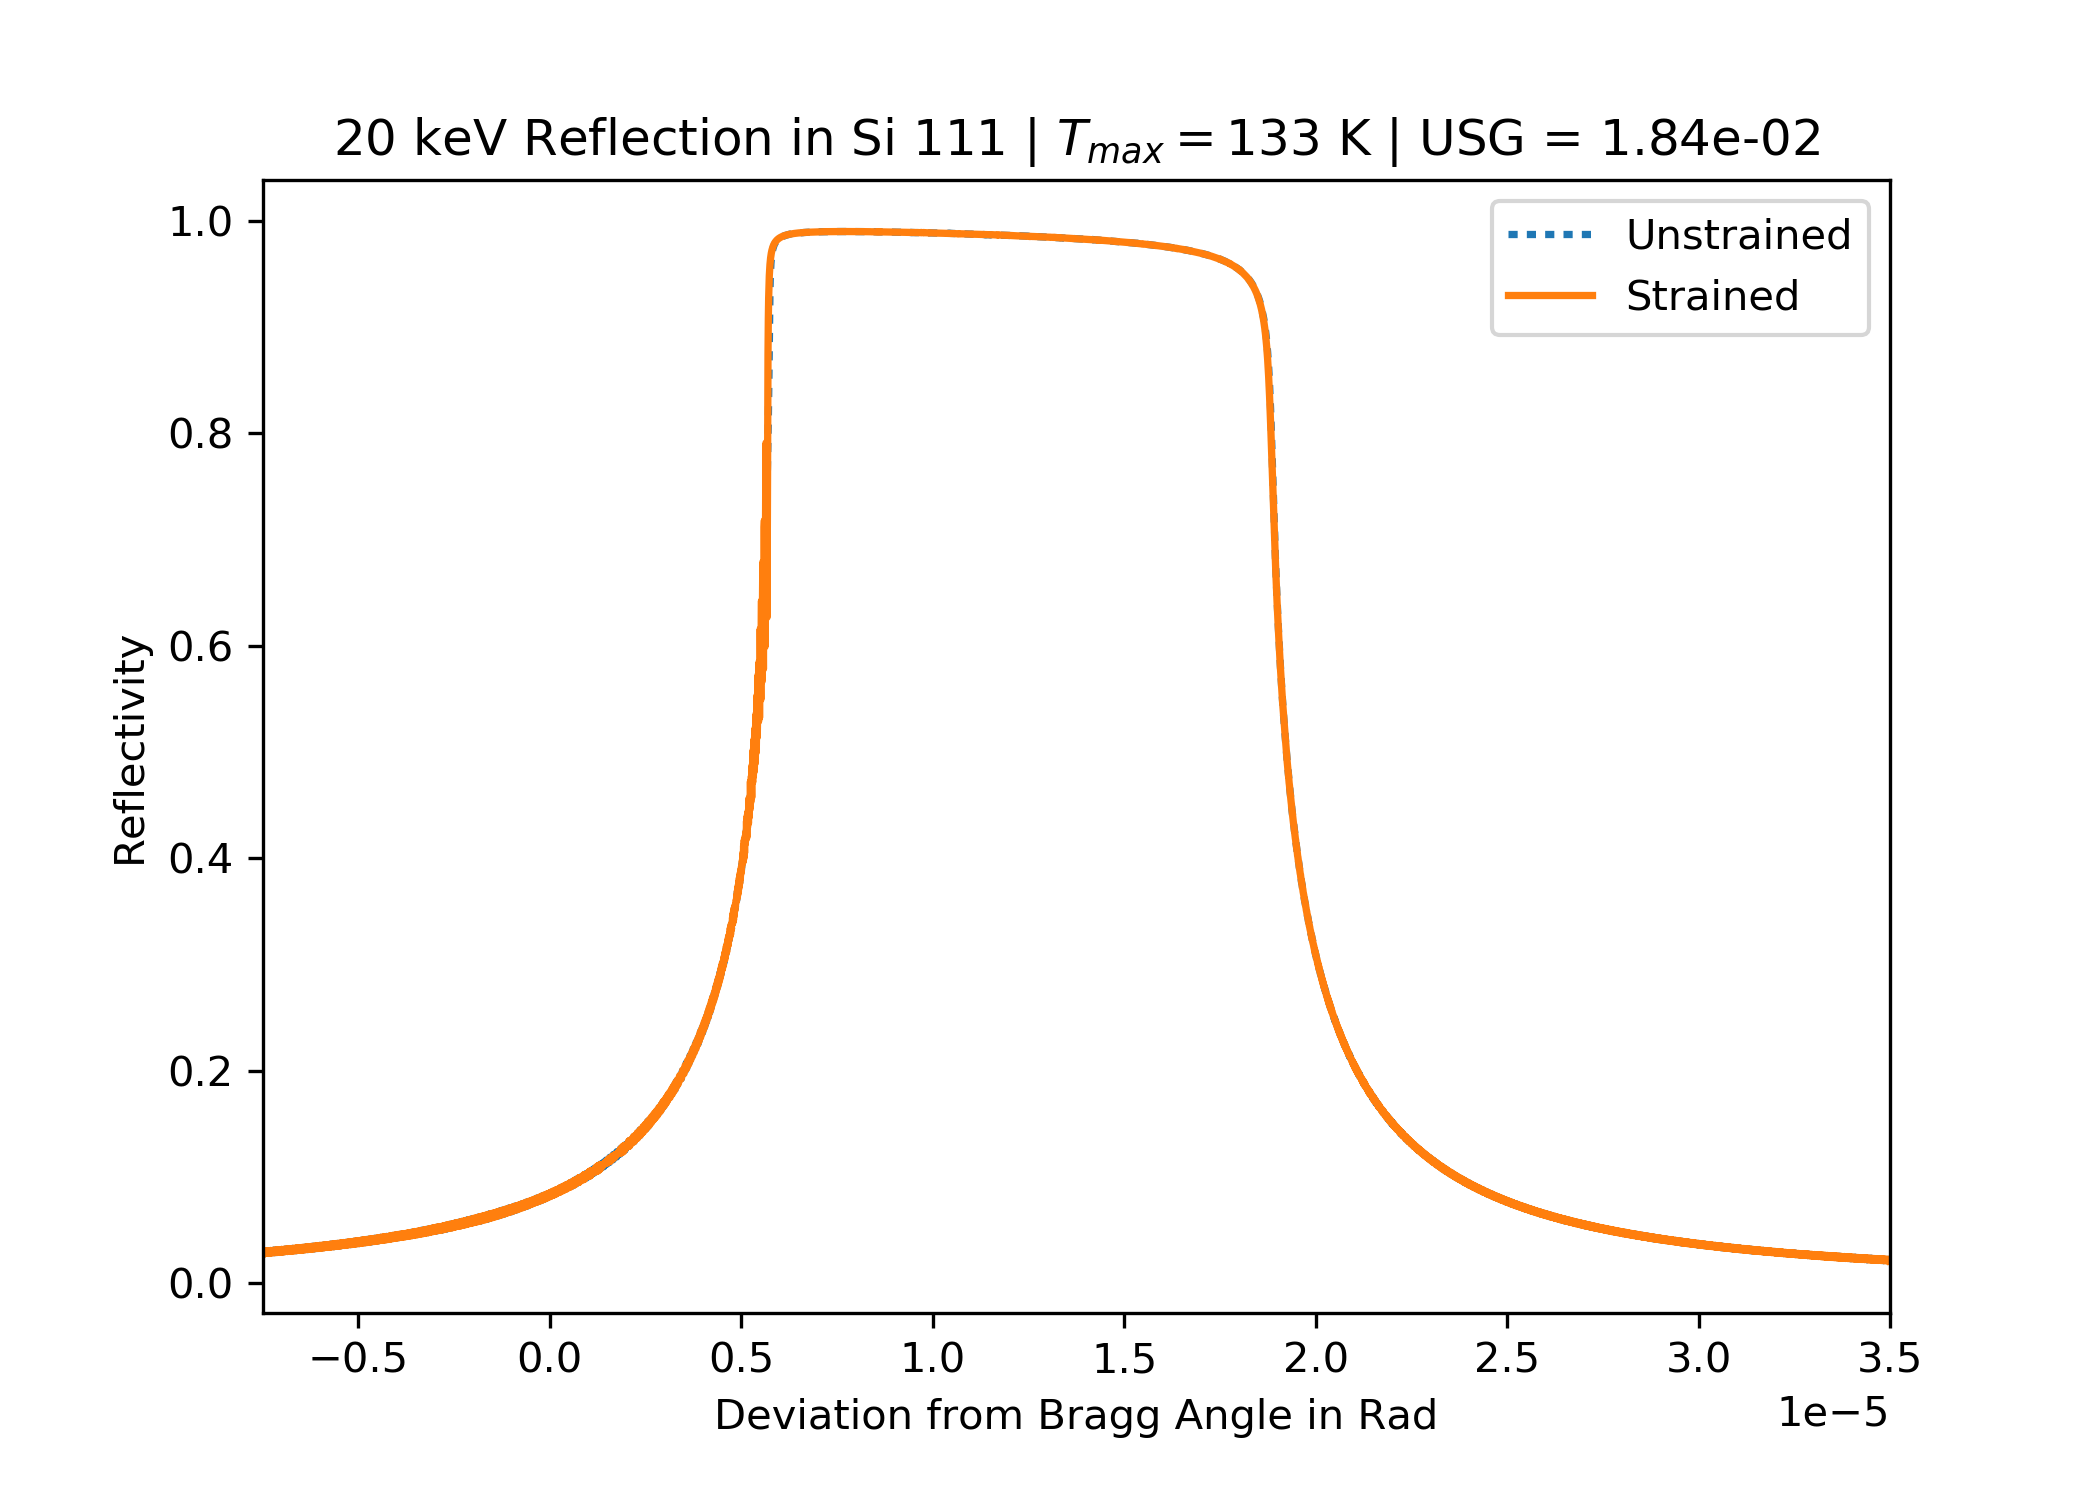 20 keV Reflection in Si 111 | T_max = 133 K | USG = 1.84e-02
Unstrained
Strained
Reflectivity
1.0
0.8
0.6
0.4
0.2
0.0
−0.5 0.0 0.5 1.0 1.5 2.0 2.5 3.0 3.5
1e−5
Deviation from Bragg Angle in Rad